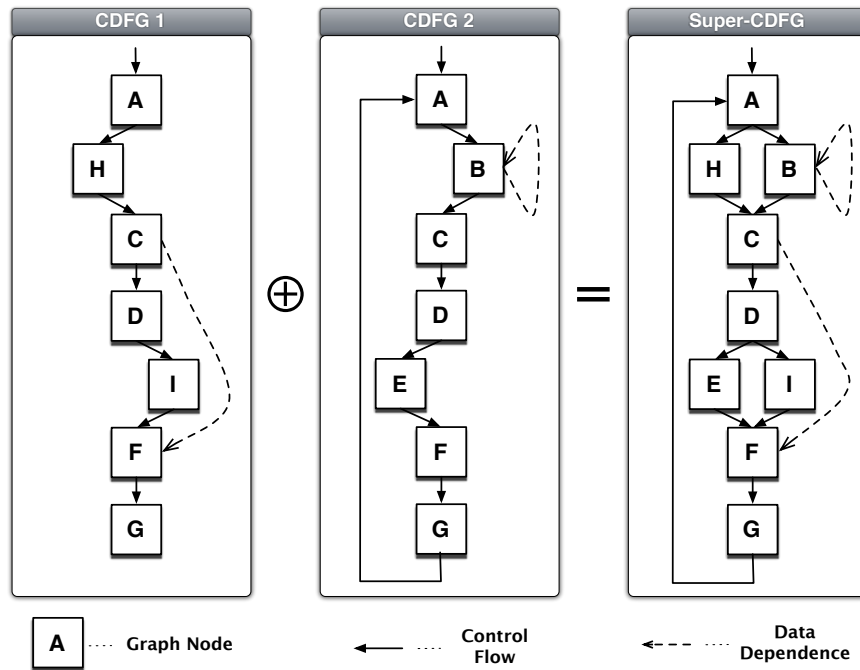 CDFG 1
A
H
C
D
I
F
G
⊕
CDFG 2
A
B
C
D
E
F
G
=
Super-CDFG
A
H B
C
D
E I
F
G
A ...... Graph Node
...... Control
Flow
...... Data
Dependence